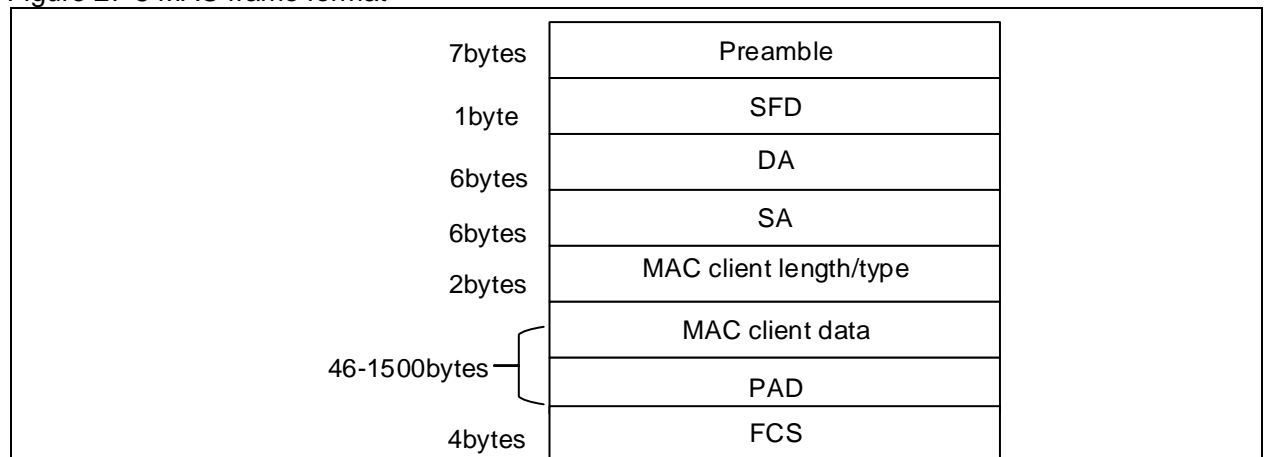 7bytes Preamble
1byte SFD
6bytes DA
6bytes SA
2bytes MAC client length/type
MAC client data
46-1500bytes
PAD
4bytes FCS